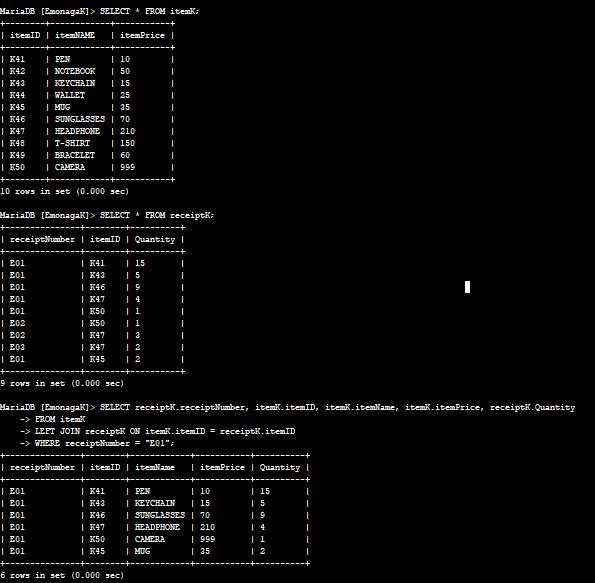 MariaDB [EmonagaK]> SELECT * FROM itemK;
+--------+------------+-----------+
| itemID | itemNAME   | itemPrice |
+--------+------------+-----------+
| K41    | PEN        | 10        |
| K42    | NOTEBOOK   | 50        |
| K43    | KEYCHAIN   | 15        |
| K44    | WALLET     | 25        |
| K45    | MUG        | 35        |
| K46    | SUNGLASSES | 70        |
| K47    | HEADPHONE  | 210       |
| K48    | T-SHIRT    | 150       |
| K49    | BRACELET   | 60        |
| K50    | CAMERA     | 999       |
+--------+------------+-----------+
10 rows in set (0.000 sec)
MariaDB [EmonagaK]> SELECT * FROM receiptK;
+---------------+--------+----------+
| receiptNumber | itemID | Quantity |
+---------------+--------+----------+
| E01           | K41    | 15       |
| E01           | K43    | 5        |
| E01           | K46    | 9        |
| E01           | K47    | 4        |
| E01           | K50    | 1        |
| E02           | K50    | 1        |
| E02           | K47    | 3        |
| E03           | K47    | 2        |
| E01           | K45    | 2        |
+---------------+--------+----------+
9 rows in set (0.000 sec)
MariaDB [EmonagaK]> SELECT receiptK.receiptNumber, itemK.itemID, itemK.itemName, itemK.itemPrice, receiptK.Quantity
    -> FROM itemK
    -> LEFT JOIN receiptK ON itemK.itemID = receiptK.itemID
    -> WHERE receiptNumber = "E01";
+---------------+--------+------------+-----------+----------+
| receiptNumber | itemID | itemName   | itemPrice | Quantity |
+---------------+--------+------------+-----------+----------+
| E01           | K41    | PEN        | 10        | 15       |
| E01           | K43    | KEYCHAIN   | 15        | 5        |
| E01           | K46    | SUNGLASSES | 70        | 9        |
| E01           | K47    | HEADPHONE  | 210       | 4        |
| E01           | K50    | CAMERA     | 999       | 1        |
| E01           | K45    | MUG        | 35        | 2        |
+---------------+--------+------------+-----------+----------+
6 rows in set (0.000 sec)